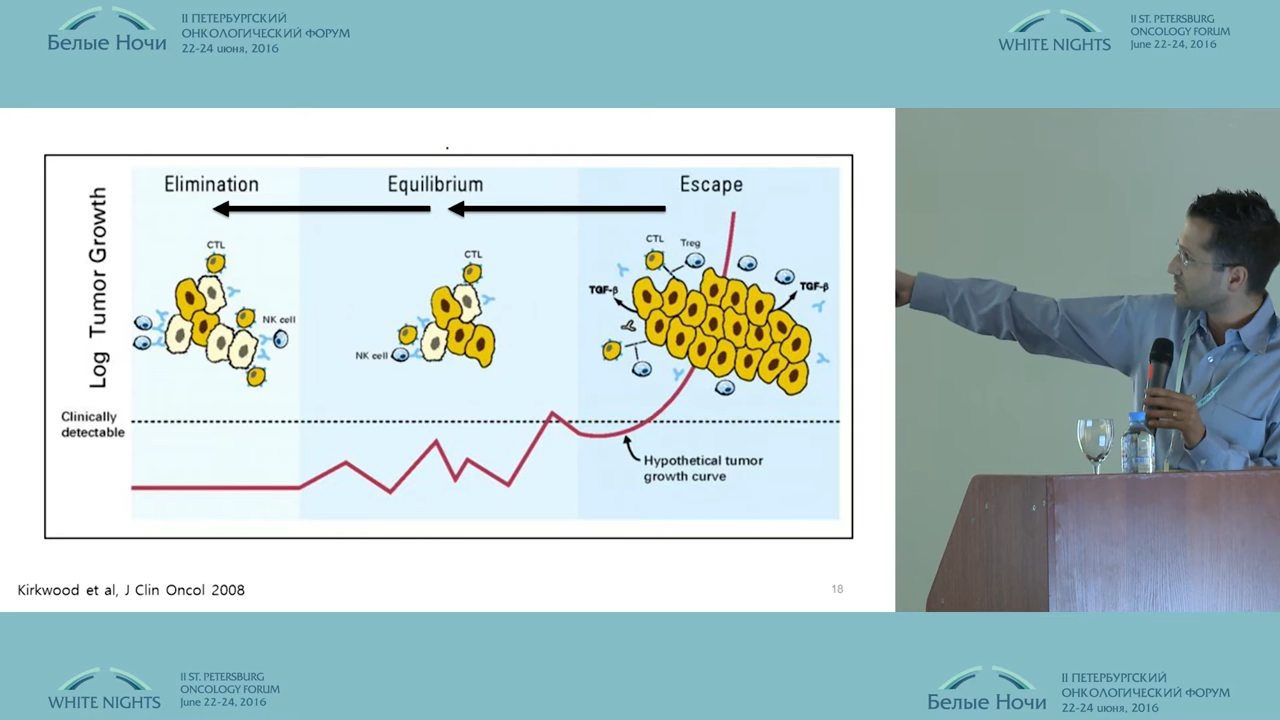 Белые Ночи
II ПЕТЕРБУРГСКИЙ
ОНКОЛОГИЧЕСКИЙ ФОРУМ
22-24 июня, 2016
WHITE NIGHTS
II ST. PETERSBURG
ONCOLOGY FORUM
June 22-24, 2016
Elimination
Equilibrium
Escape
Log Tumor Growth
CTL
NK cell
CTL
NK cell
CTL
Treg
TGF-β
TGF-β
Clinically
detectable
Hypothetical tumor
growth curve
Kirkwood et al, J Clin Oncol 2008
18
WHITE NIGHTS
II ST. PETERSBURG
ONCOLOGY FORUM
June 22-24, 2016
Белые Ночи
II ПЕТЕРБУРГСКИЙ
ОНКОЛОГИЧЕСКИЙ ФОРУМ
22-24 июня, 2016